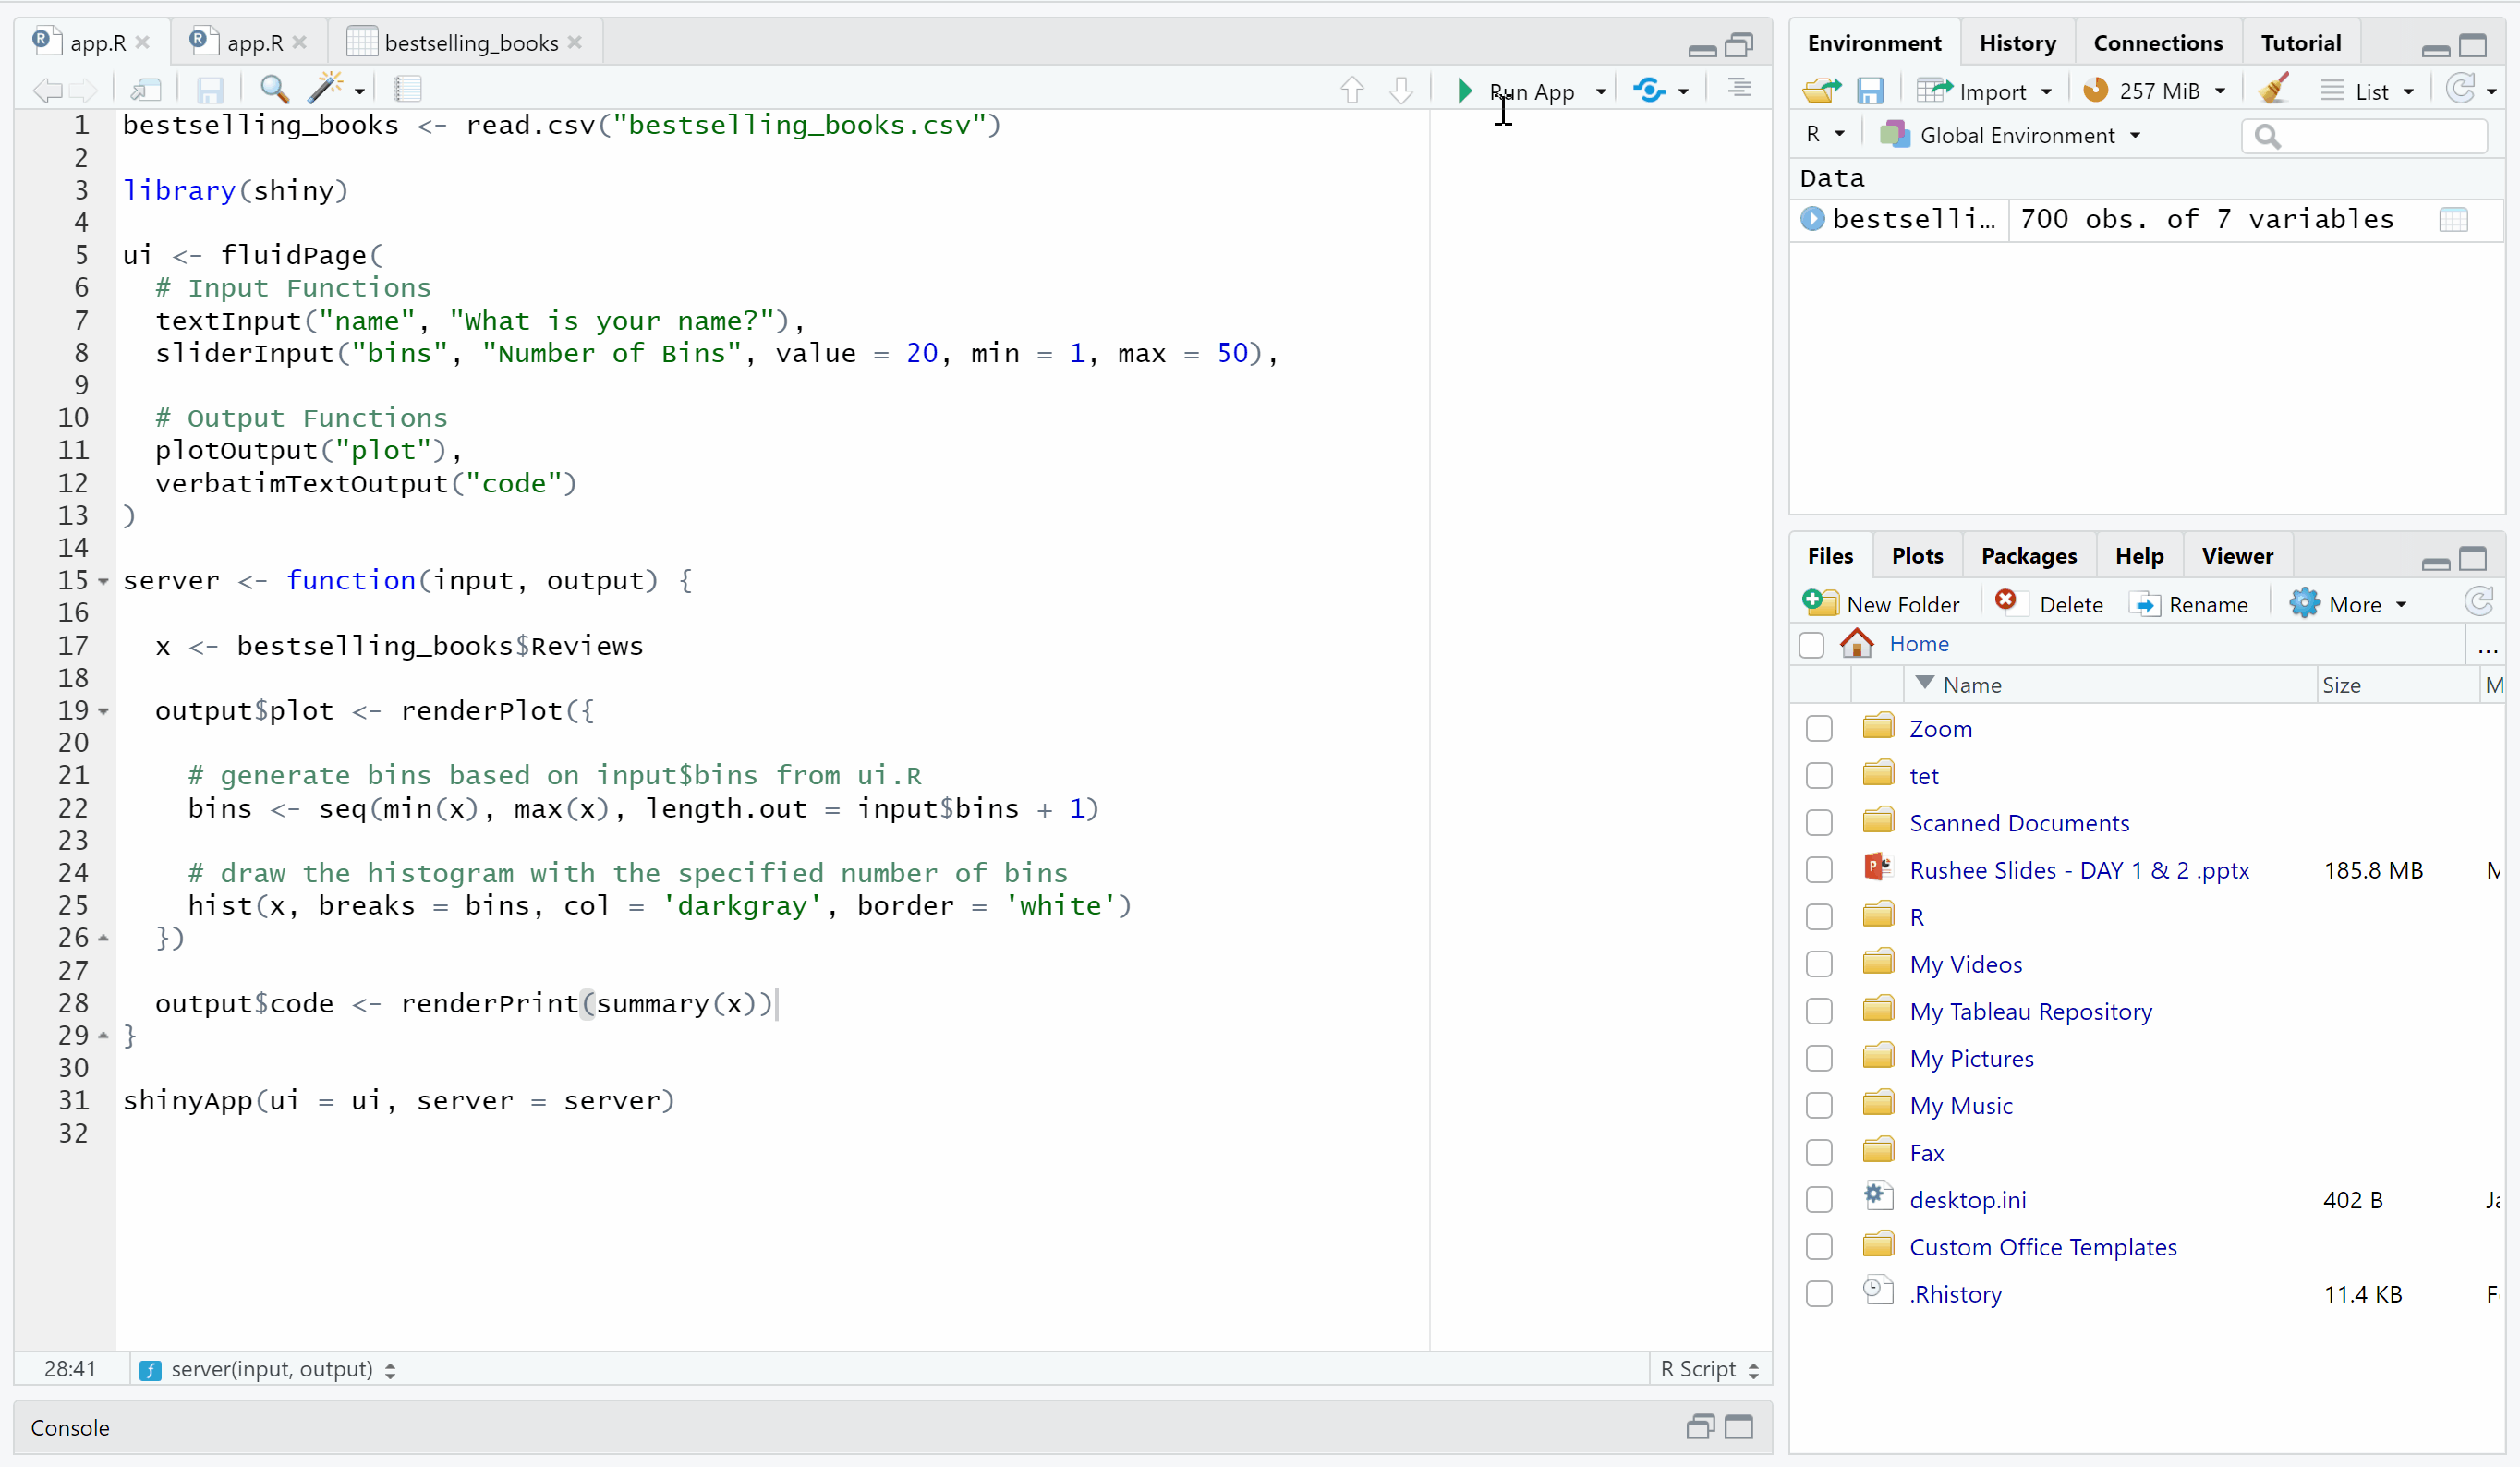 app.R app.R bestselling_books
Run App
1 bestselling_books <- read.csv("bestselling_books.csv")
2
3 library(shiny)
4
5 ui <- fluidPage(
6 # Input Functions
7 textInput("name", "What is your name?"),
8 sliderInput("bins", "Number of Bins", value = 20, min = 1, max = 50),
9
10 # Output Functions
11 plotOutput("plot"),
12 verbatimTextOutput("code")
13 )
14
15 server <- function(input, output) {
16
17 x <- bestselling_books$Reviews
18
19 output$plot <- renderPlot({
20
21 # generate bins based on input$bins from ui.R
22 bins <- seq(min(x), max(x), length.out = input$bins + 1)
23
24 # draw the histogram with the specified number of bins
25 hist(x, breaks = bins, col = 'darkgray', border = 'white')
26 })
27
28 output$code <- renderPrint(summary(x))
29 }
30
31 shinyApp(ui = ui, server = server)
32
28:41 server(input, output) R Script
Console
Environment History Connections Tutorial
Import 257 MiB List
R Global Environment
Data
bestselli... 700 obs. of 7 variables
Files Plots Packages Help Viewer
New Folder Delete Rename More
Home ...
Name Size M
Zoom
tet
Scanned Documents
Rushee Slides - DAY 1 & 2 .pptx 185.8 MB
R
My Videos
My Tableau Repository
My Pictures
My Music
Fax
desktop.ini 402 B
Custom Office Templates
.Rhistory 11.4 KB F